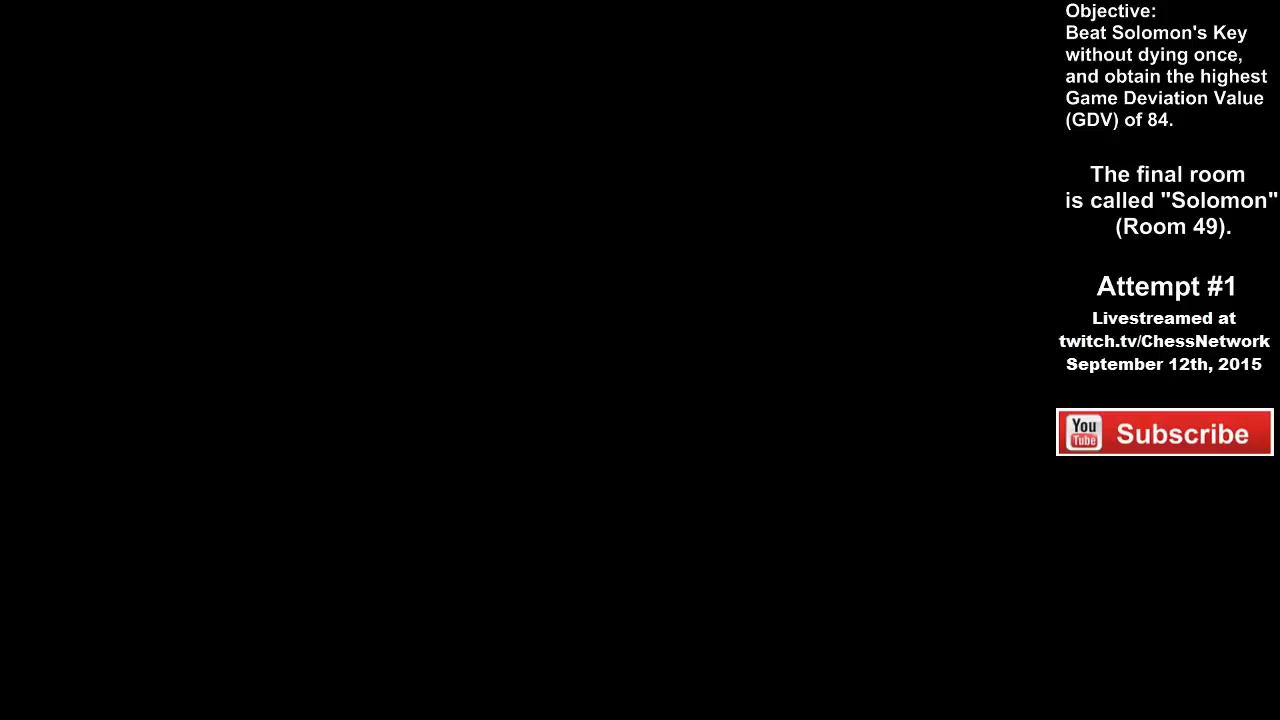 Objective:
Beat Solomon's Key
without dying once,
and obtain the highest
Game Deviation Value
(GDV) of 84.
The final room
is called "Solomon"
(Room 49).
Attempt #1
Livestreamed at
twitch.tv/ChessNetwork
September 12th, 2015
You
Tube
Subscribe